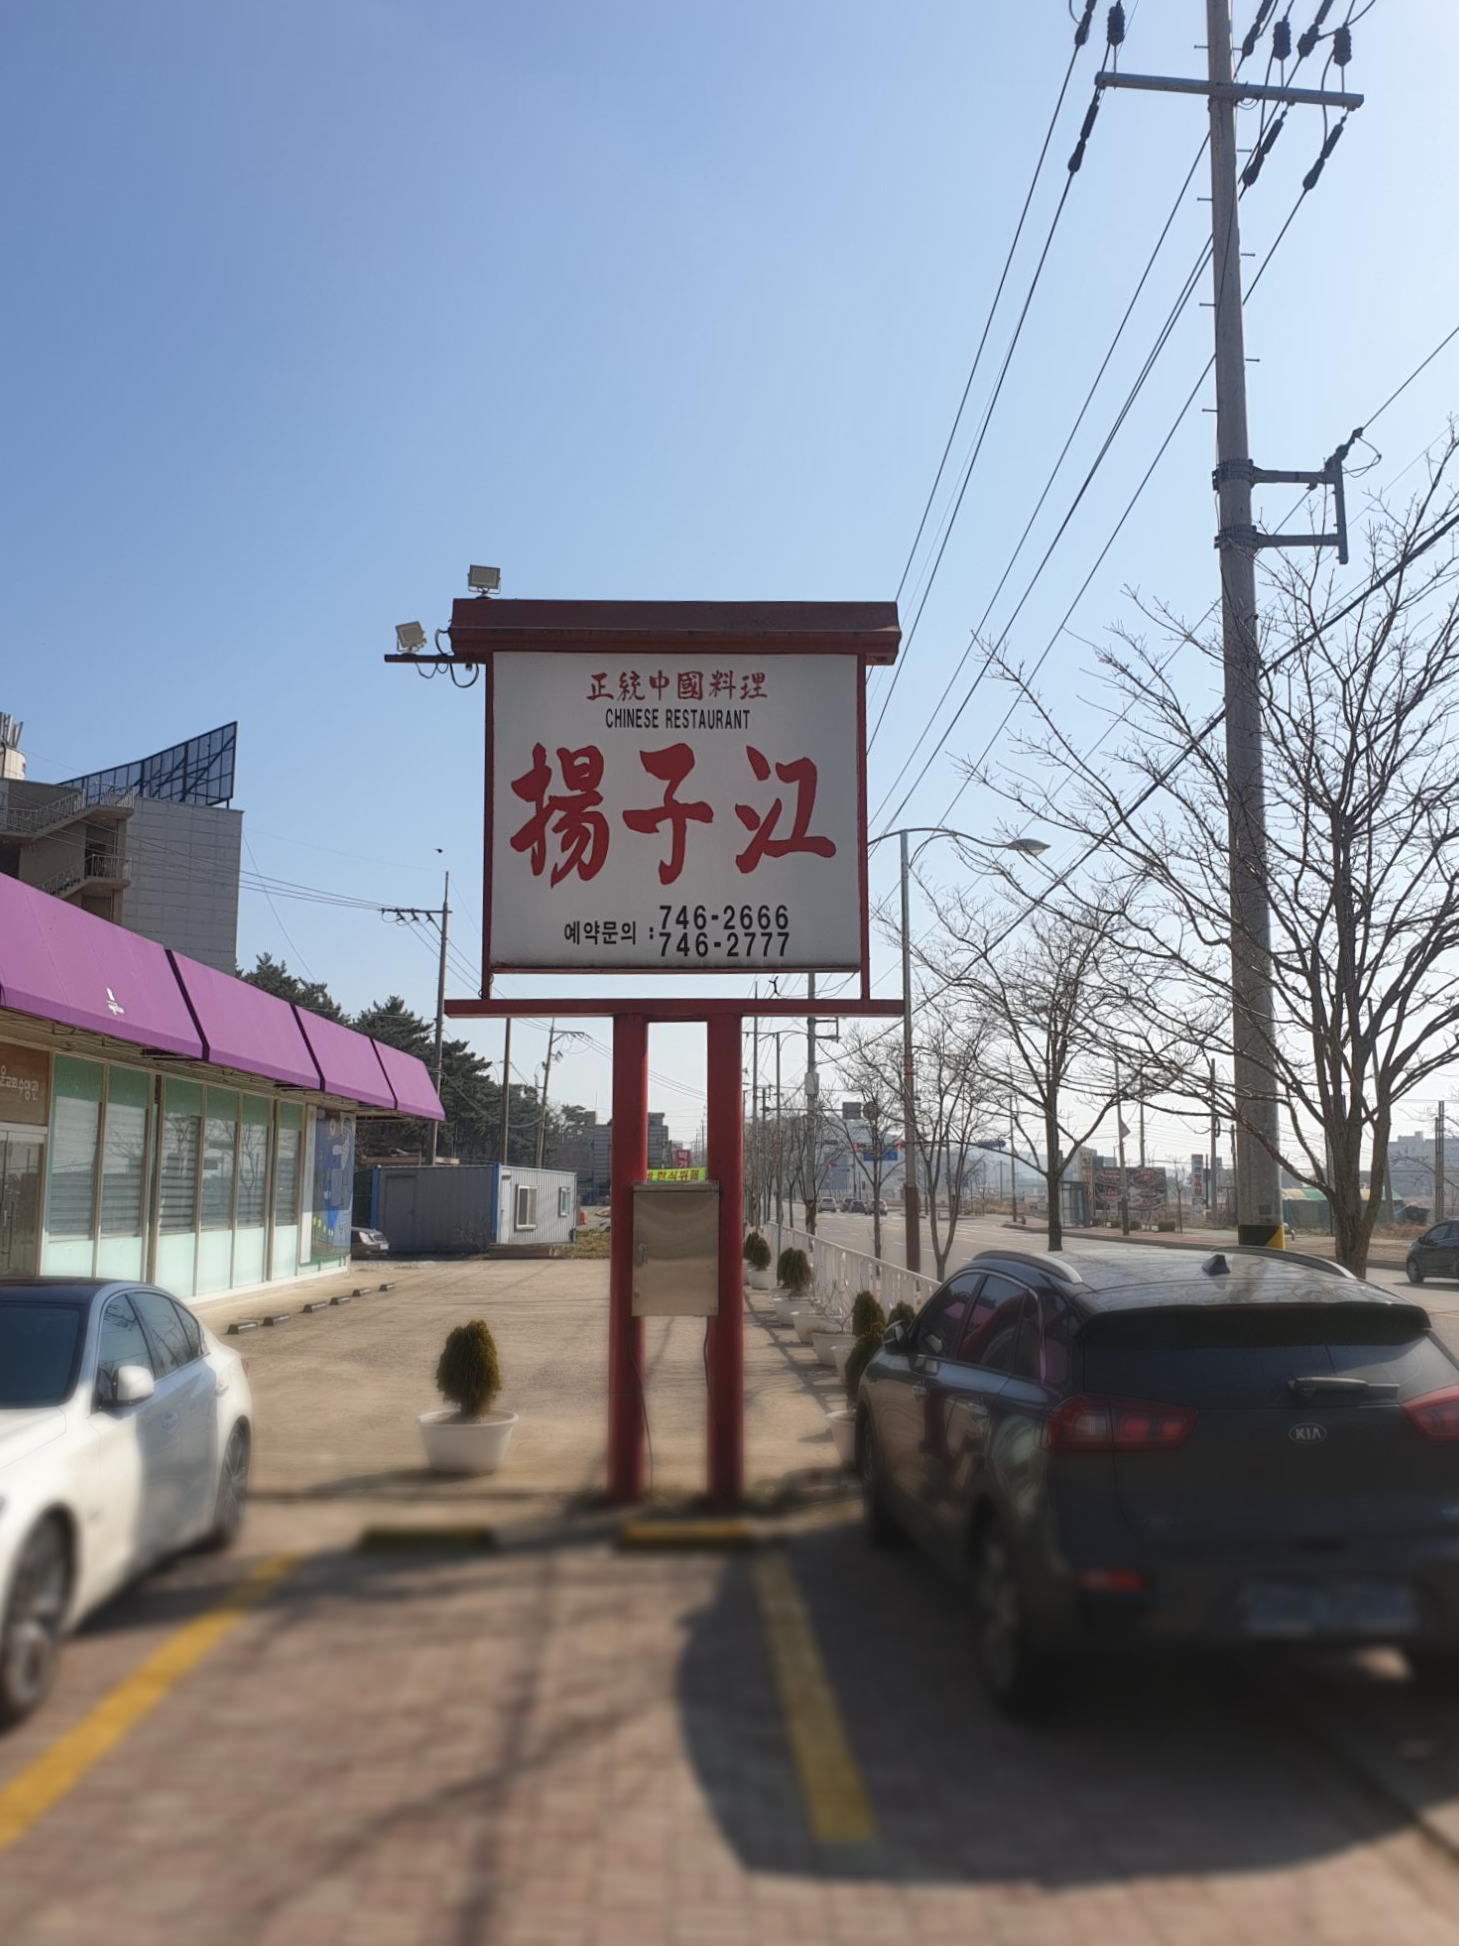 正統中國料理
CHINESE RESTAURANT
揚子江
예약문의 : 746-2666
746-2777
KIA